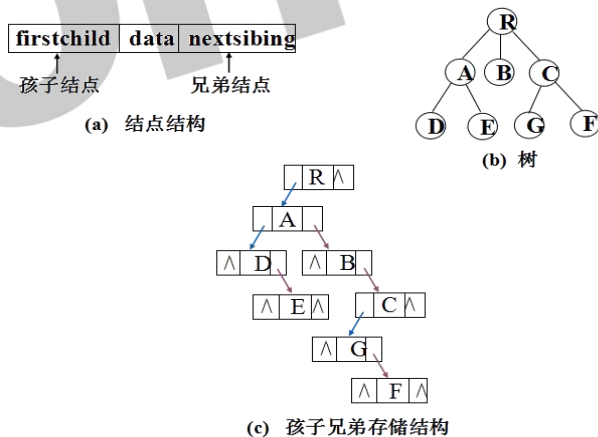 firstchild data nextsibing
孩子结点 兄弟结点
(a) 结点结构
R
A B C
D E G F
(b) 树
R ∧
A
∧ D ∧ B
∧ E ∧ C ∧
∧ G
∧ F ∧
(c) 孩子兄弟存储结构